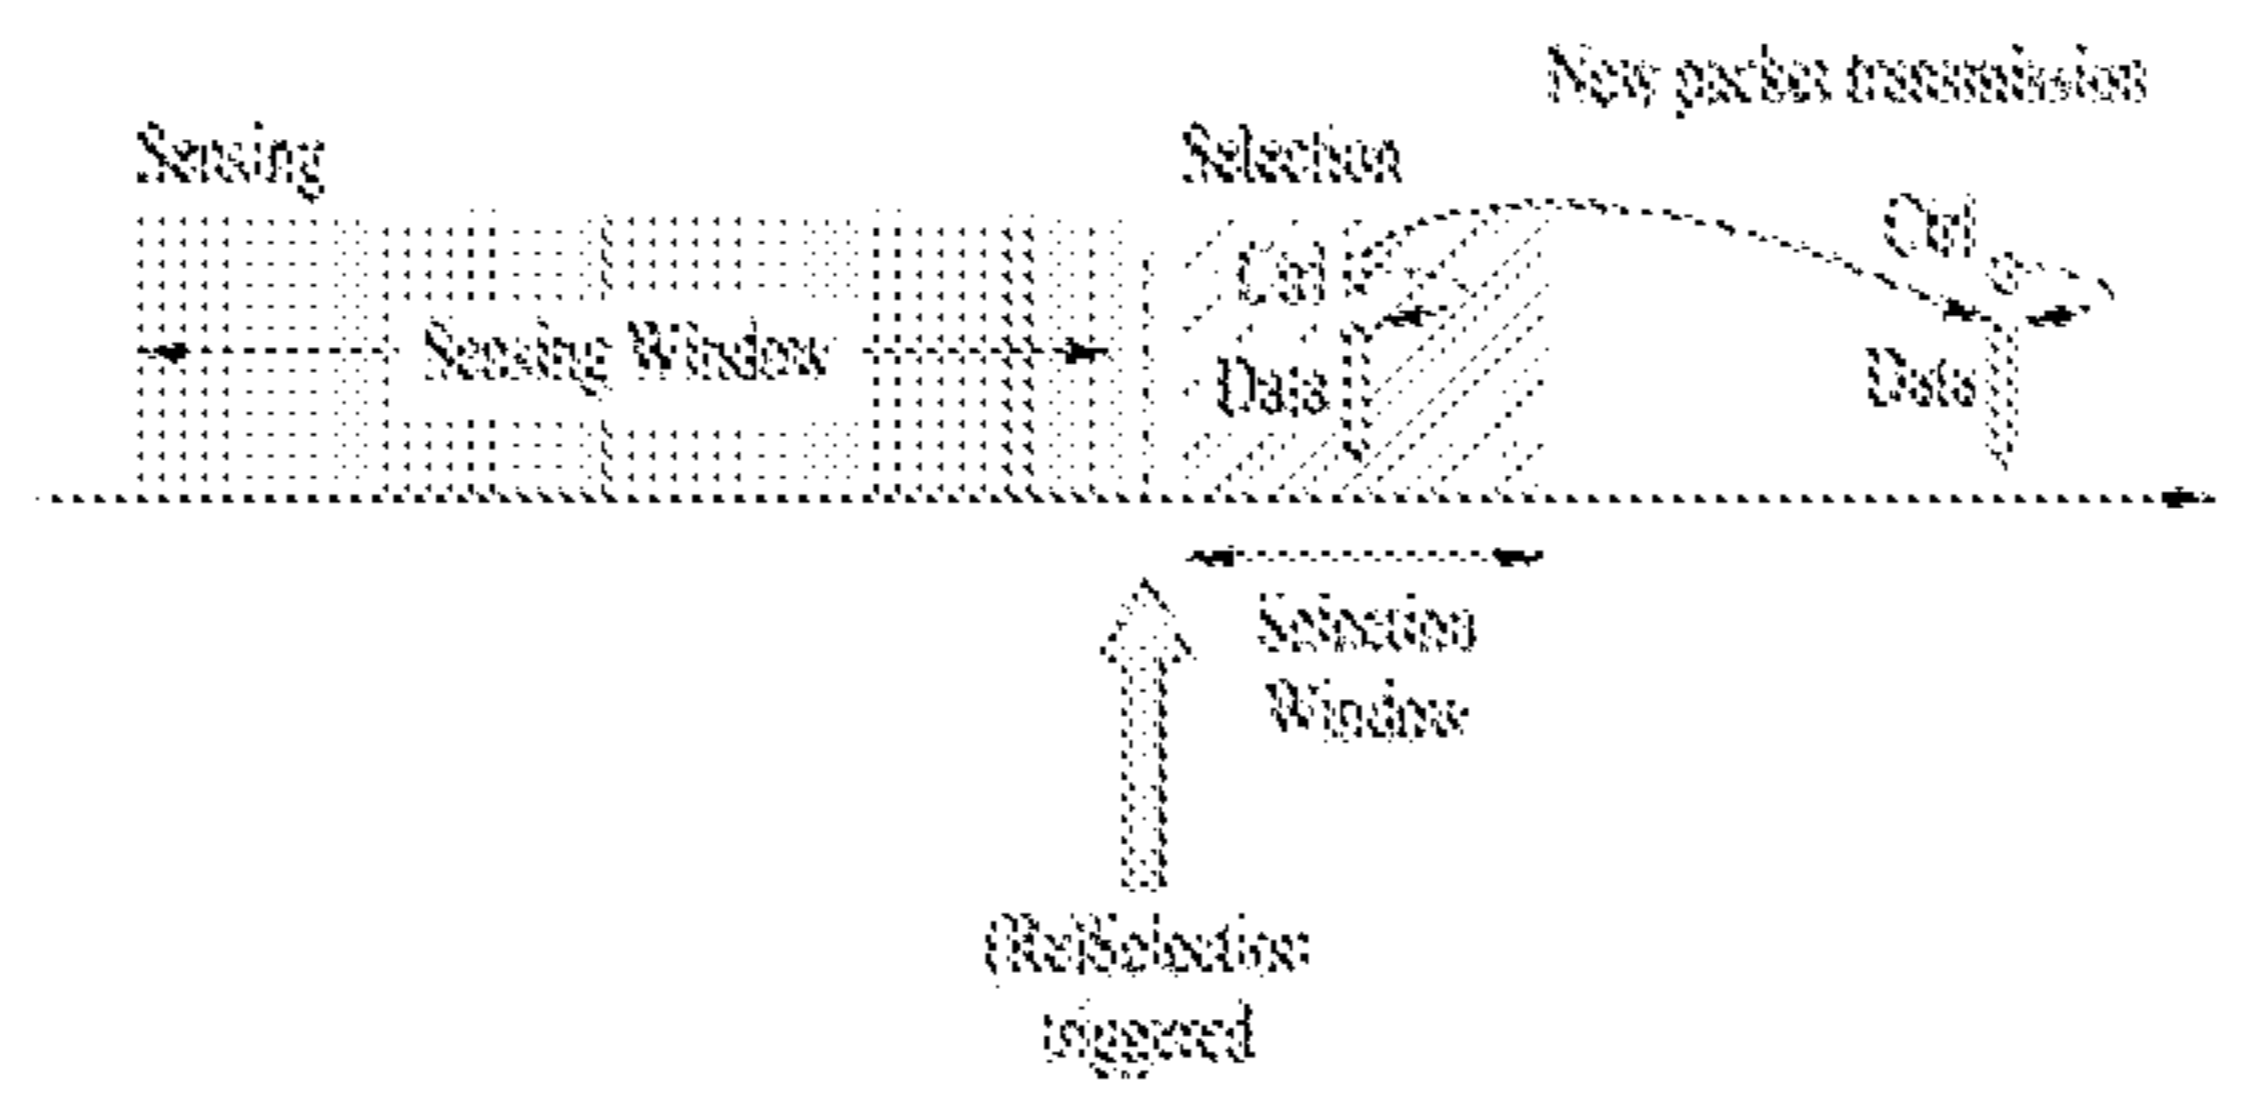 New packet transmission
Sensing
Selection
Ctrl
Ctrl
Sensing Window
Data
Data
Selection
Window
(Re)Selection
triggered